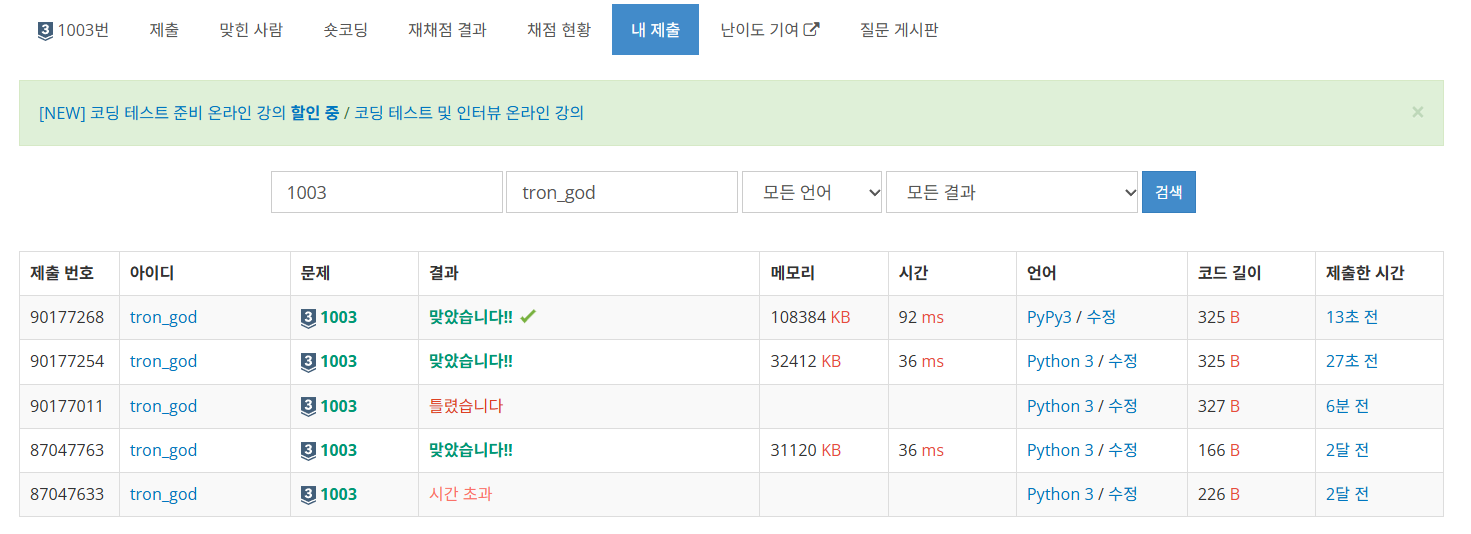 3 1003번 제출 맞힌 사람 숏코딩 재채점 결과 채점 현황 내 제출 난이도 기여 질문 게시판
[NEW] 코딩 테스트 준비 온라인 강의 할인 중 / 코딩 테스트 및 인터뷰 온라인 강의 ×
1003 tron_god 모든 언어 모든 결과 검색
제출 번호 아이디 문제 결과 메모리 시간 언어 코드 길이 제출한 시간
90177268 tron_god 3 1003 맞았습니다!! 108384 KB 92 ms PyPy3 / 수정 325 B 13초 전
90177254 tron_god 3 1003 맞았습니다!! 32412 KB 36 ms Python 3 / 수정 325 B 27초 전
90177011 tron_god 3 1003 틀렸습니다 Python 3 / 수정 327 B 6분 전
87047763 tron_god 3 1003 맞았습니다!! 31120 KB 36 ms Python 3 / 수정 166 B 2달 전
87047633 tron_god 3 1003 시간 초과 Python 3 / 수정 226 B 2달 전